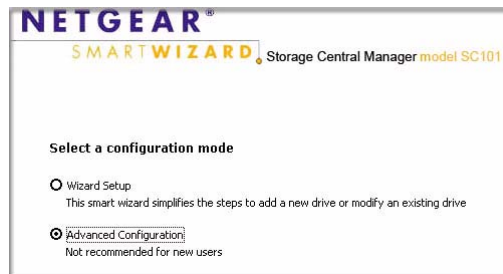 NETGEAR®
SMARTWIZARD Storage Central Manager model SC101
Select a configuration mode
Wizard Setup
This smart wizard simplifies the steps to add a new drive or modify an existing drive
Advanced Configuration
Not recommended for new users